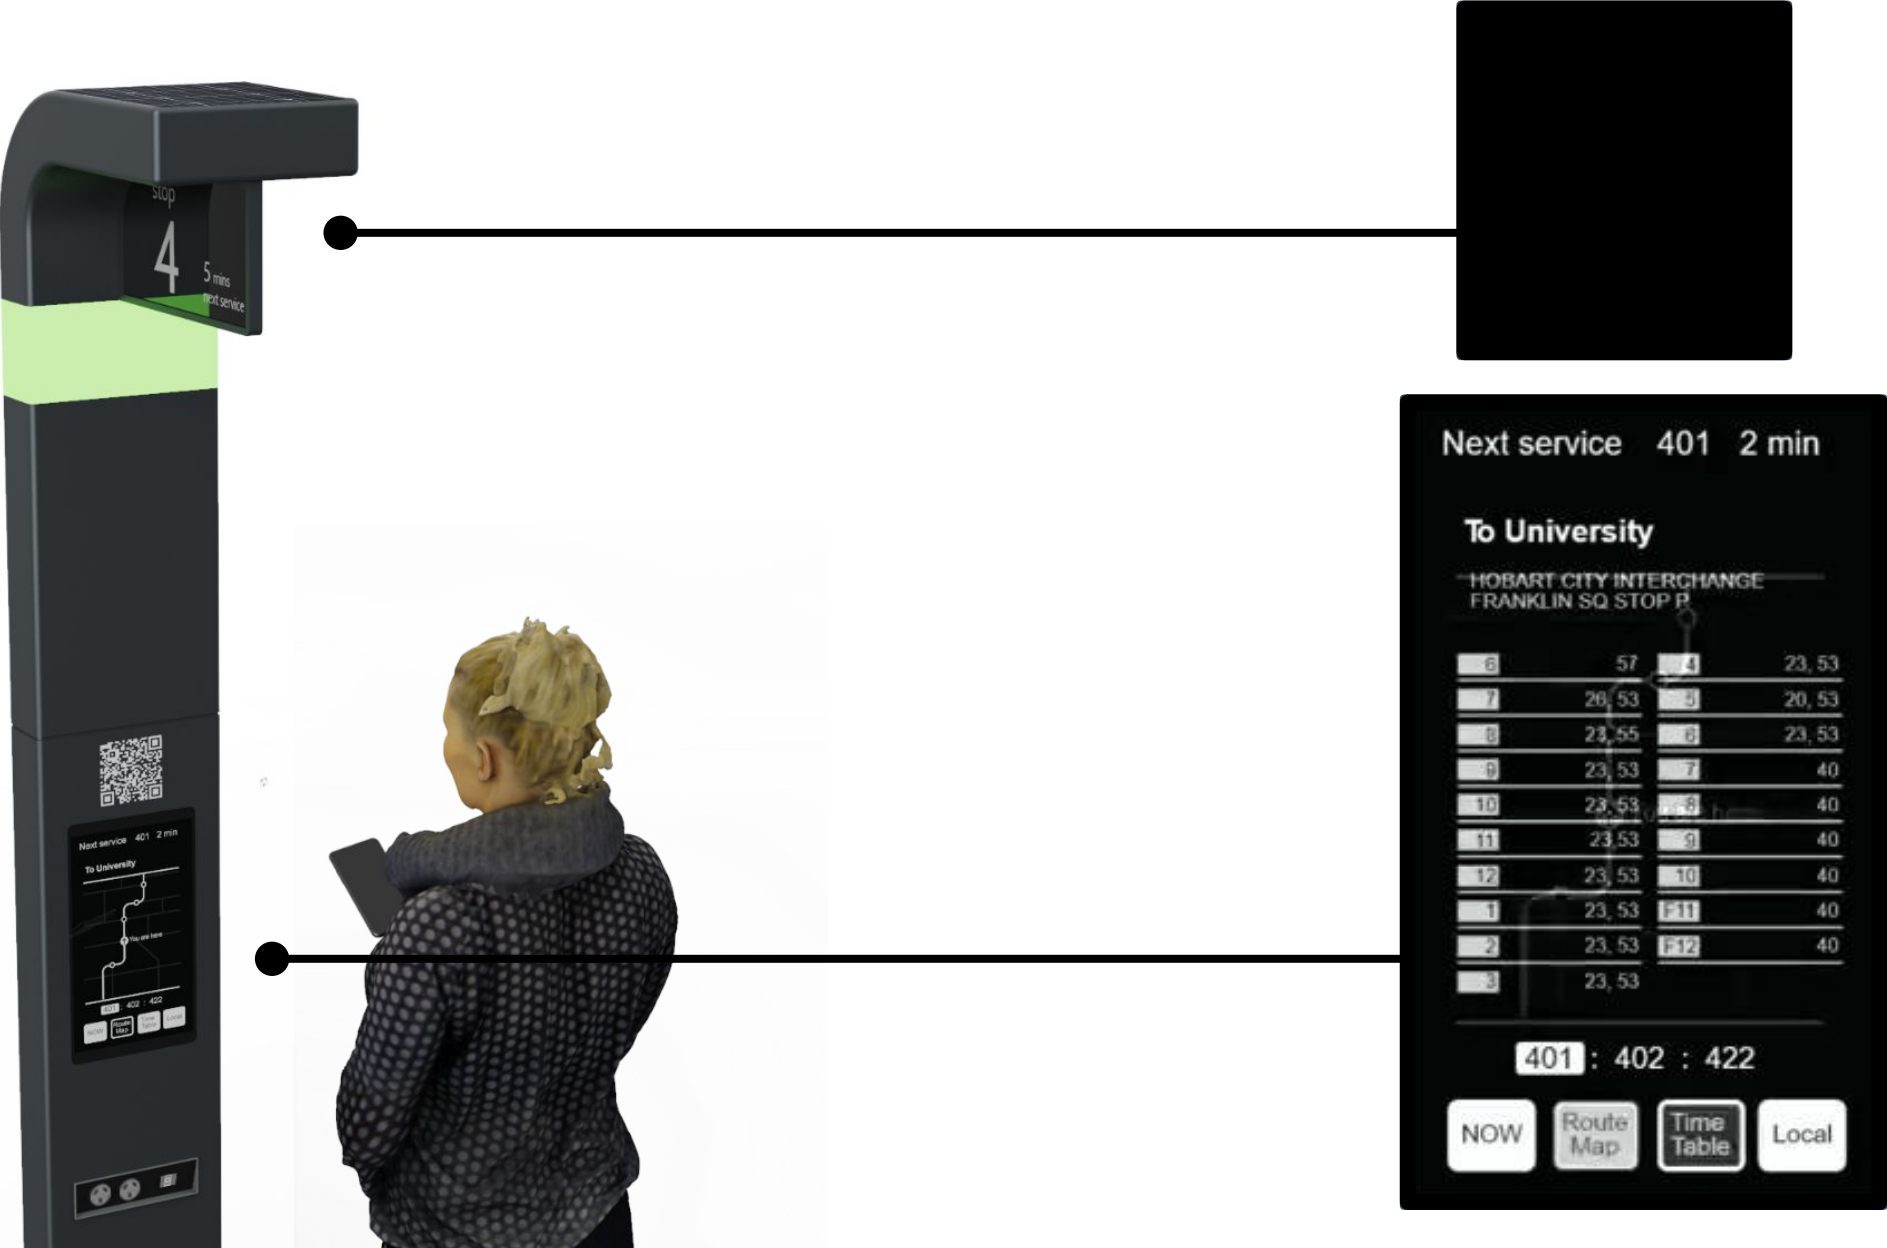 stop
4
5 mins
next service
Next service 401 2 min
To University
You are here
401 : 402 : 422
NOW
Route
Map
Time
Table
Local
Next service 401 2 min
To University
HOBART CITY INTERCHANGE
FRANKLIN SQ STOP P
6 57 4 23, 53
7 26, 53 5 20, 53
8 23, 55 6 23, 53
9 23, 53 7 40
10 23, 53 8 40
11 23, 53 9 40
12 23, 53 10 40
1 23, 53 F11 40
2 23, 53 F12 40
3 23, 53
401 : 402 : 422
NOW
Route
Map
Time
Table
Local